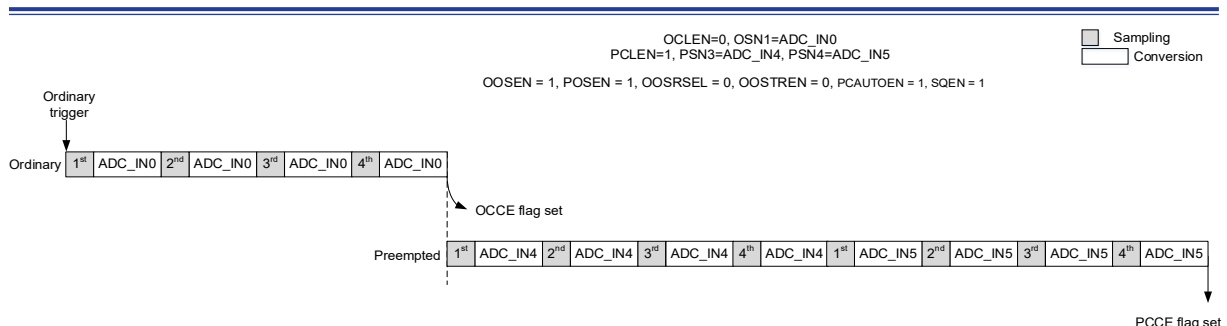 OCLEN=0, OSN1=ADC_IN0
PCLEN=1, PSN3=ADC_IN4, PSN4=ADC_IN5
OOSEN = 1, POSEN = 1, OOSRSEL = 0, OOSTREN = 0, PCAUTOEN = 1, SQEN = 1
Sampling
Conversion
Ordinary
trigger
Ordinary 1st ADC_IN0 2nd ADC_IN0 3rd ADC_IN0 4th ADC_IN0
OCCE flag set
Preempted 1st ADC_IN4 2nd ADC_IN4 3rd ADC_IN4 4th ADC_IN4 1st ADC_IN5 2nd ADC_IN5 3rd ADC_IN5 4th ADC_IN5
PCCE flag set